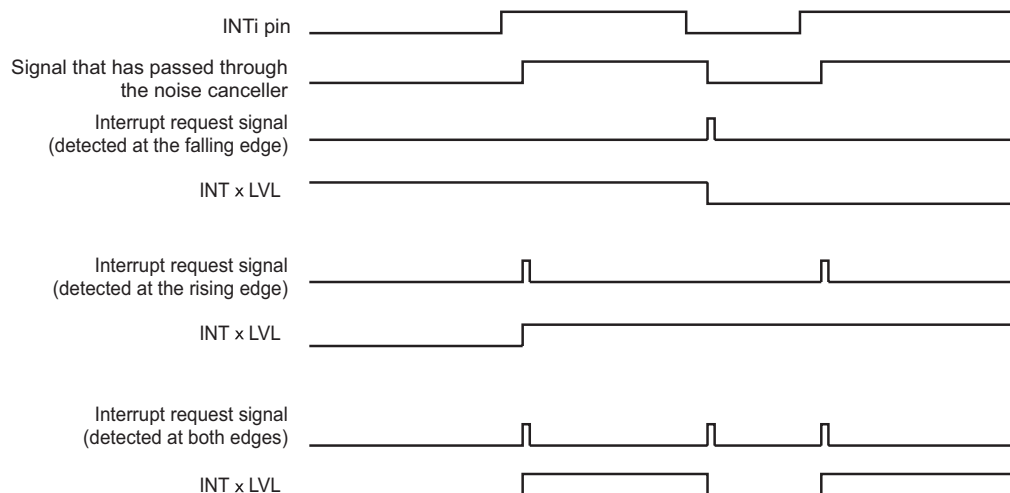 INTi pin
Signal that has passed through
the noise canceller
Interrupt request signal
(detected at the falling edge)
INT x LVL
Interrupt request signal
(detected at the rising edge)
INT x LVL
Interrupt request signal
(detected at both edges)
INT x LVL